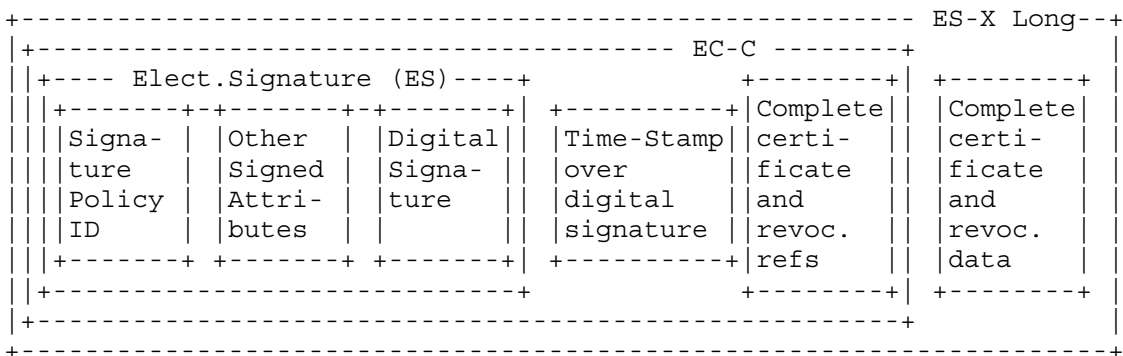 +---------------------------------------------------------- ES-X Long--+
|+----------------------------------------- EC-C --------+             |
||+---- Elect.Signature (ES)----+              +--------+| +--------+ |
|||+-------+-+-------+ +-------+| +----------+|Complete|| |Complete| |
||||Signa- | |Other  | |Digital|| |Time-Stamp||certi-  || |certi-  | |
||||ture   | |Signed | |Signa- || |over      ||ficate  || |ficate  | |
||||Policy | |Attri- | |ture   || |digital   ||and     || |and     | |
||||ID     | |butes  | |       || |signature ||revoc.  || |revoc.  | |
|||+-------+ +-------+ +-------+| +----------+|refs    || |data    | |
||+------------------------------+             +--------+| +--------+ |
|+--------------------------------------------------------+            |
+----------------------------------------------------------------------+